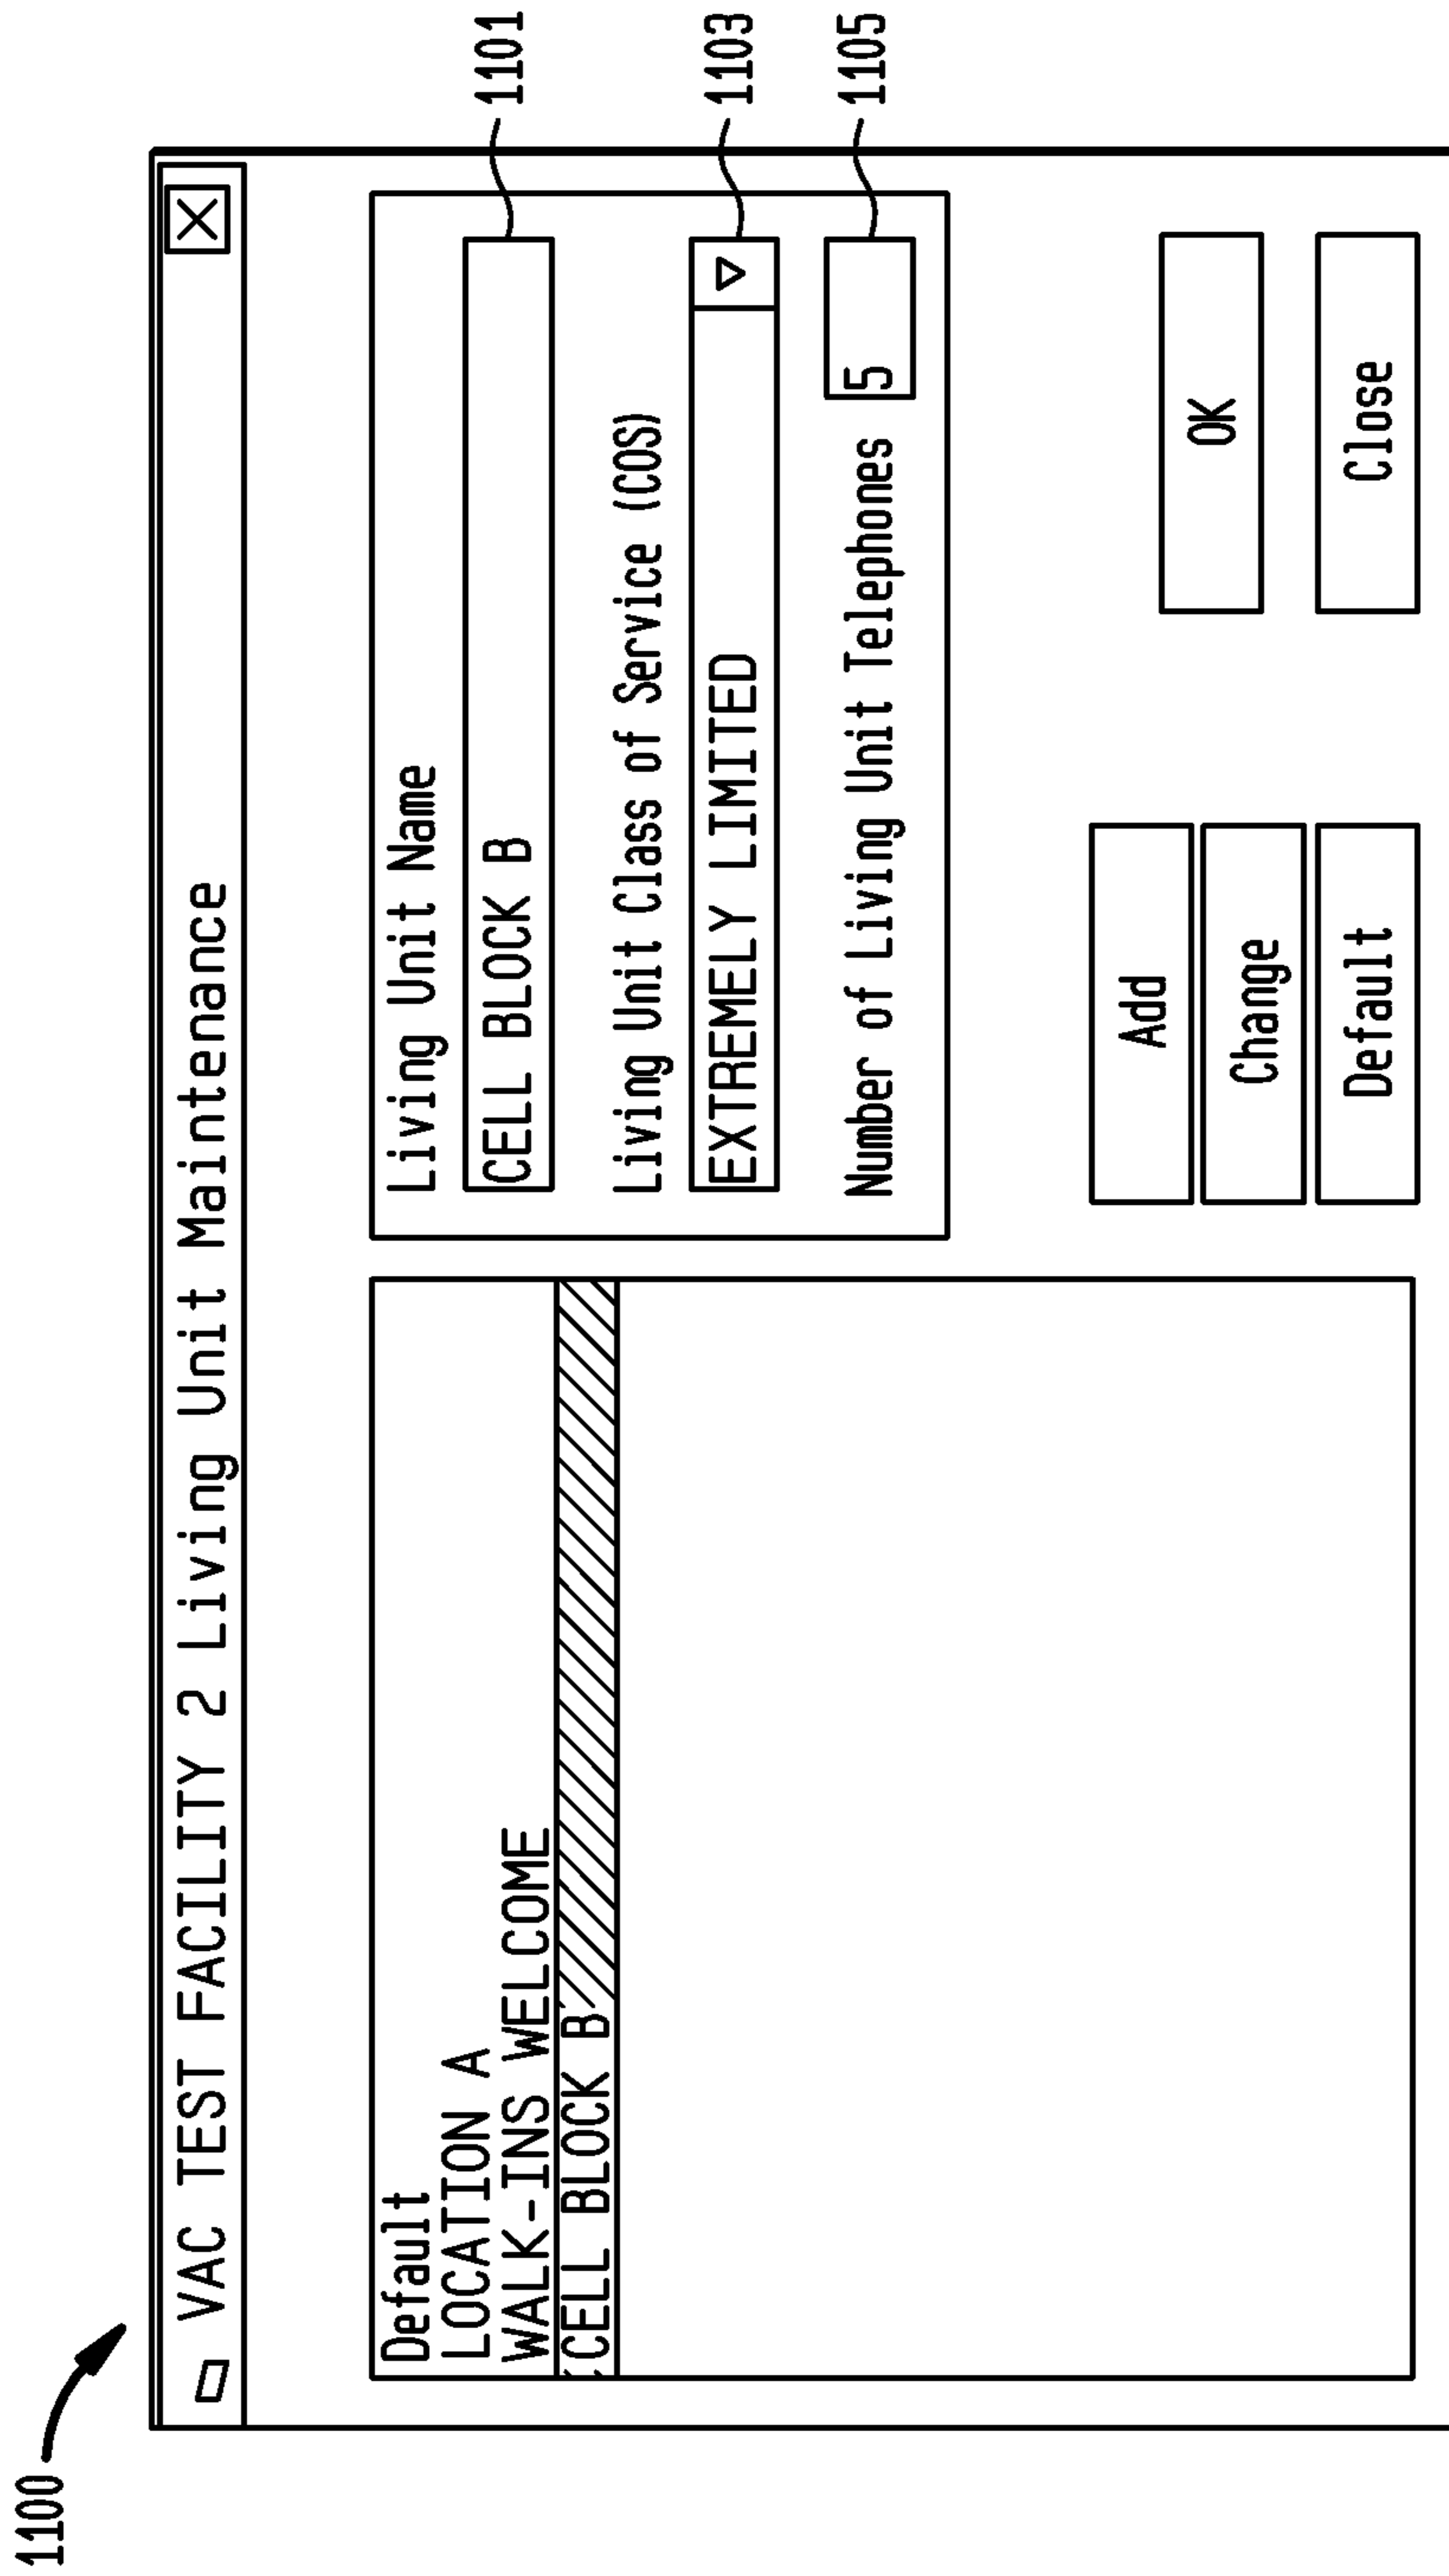 1100
VAC TEST FACILITY 2 Living Unit Maintenance
Default
LOCATION A
WALK-INS WELCOME
CELL BLOCK B
Living Unit Name
CELL BLOCK B
1101
Living Unit Class of Service (COS)
EXTREMELY LIMITED
1103
Number of Living Unit Telephones 5
1105
Add
Change
Default
OK
Close